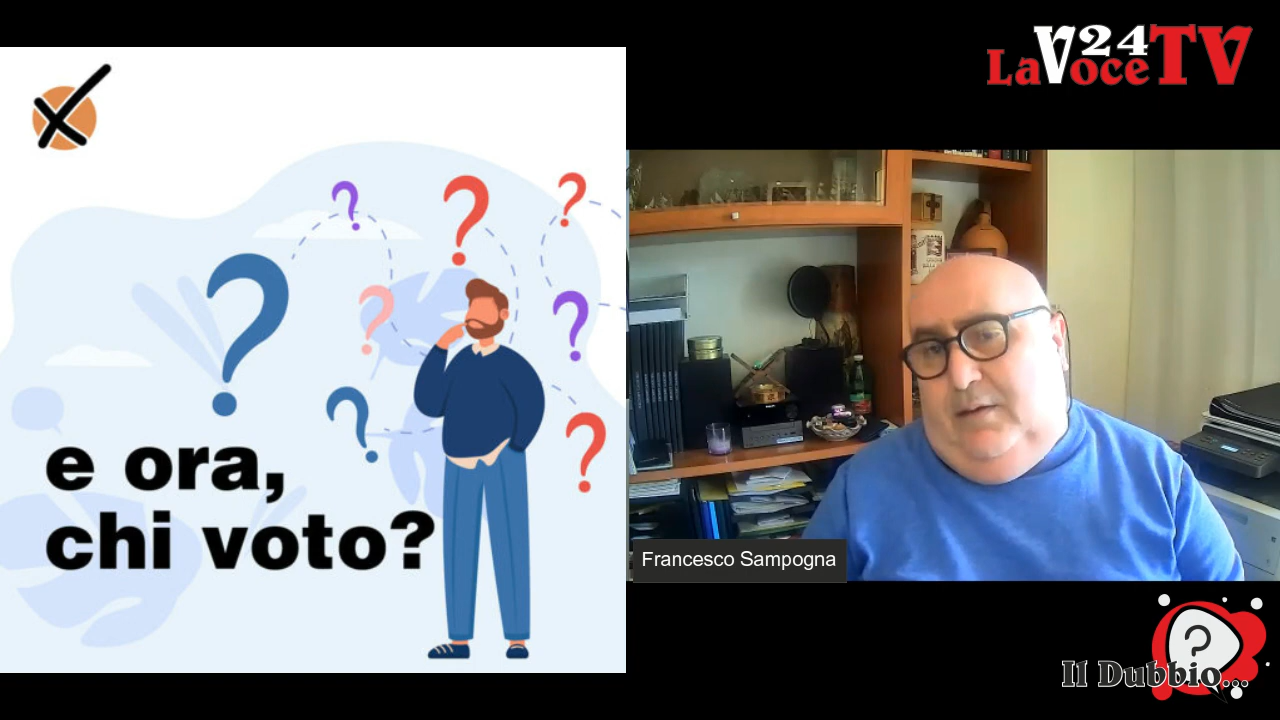 LaVoce24TV
e ora,
chi voto?
Francesco Sampogna
Il Dubbio...